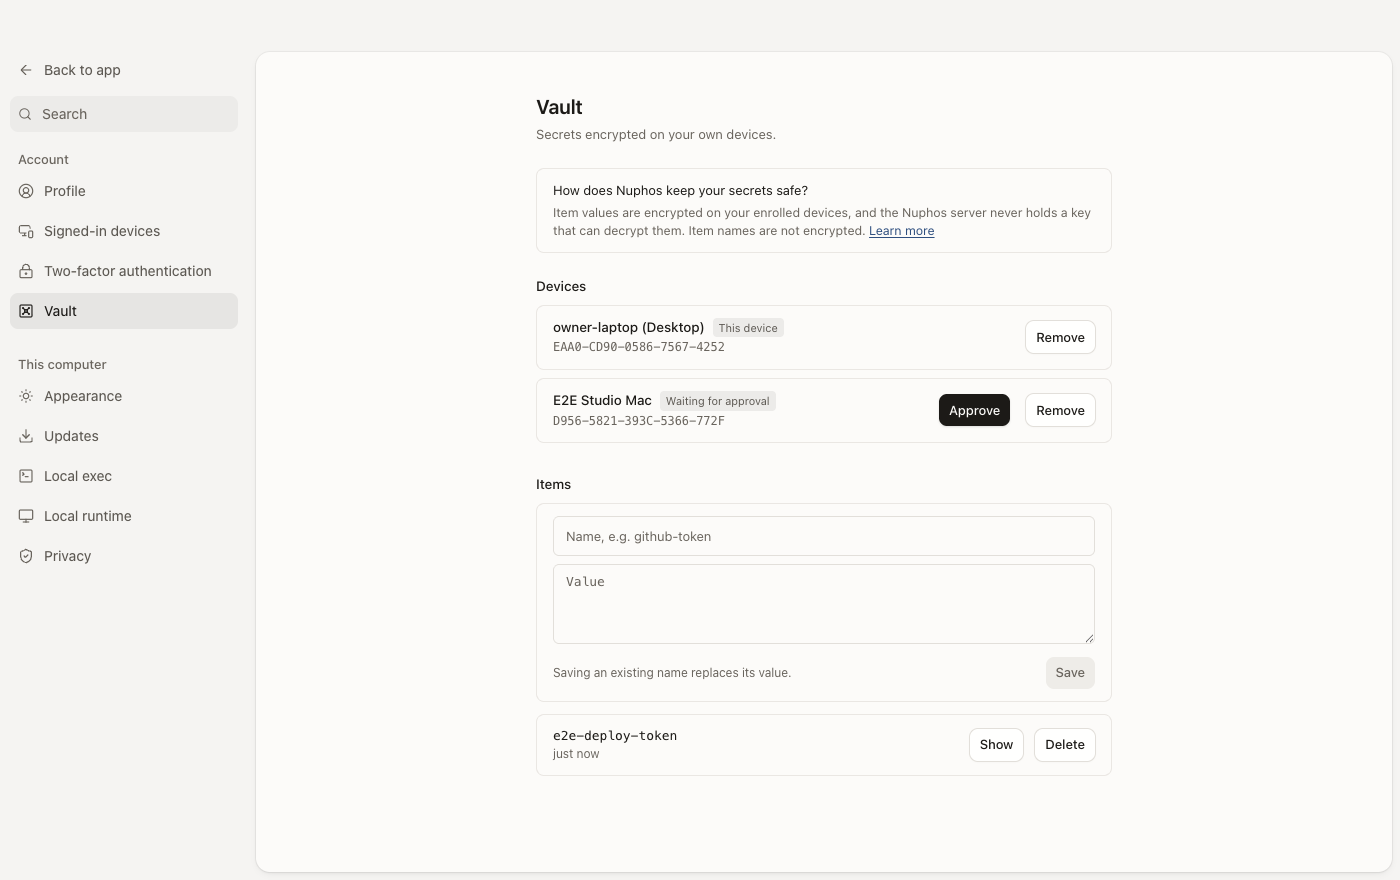 Back to app
Search
Account
Profile
Signed-in devices
Two-factor authentication
Vault
This computer
Appearance
Updates
Local exec
Local runtime
Privacy
Vault
Secrets encrypted on your own devices.
How does Nuphos keep your secrets safe?
Item values are encrypted on your enrolled devices, and the Nuphos server never holds a key
that can decrypt them. Item names are not encrypted. Learn more
Devices
owner-laptop (Desktop) This device
EAA0-CD90-0586-7567-4252
Remove
E2E Studio Mac Waiting for approval
D956-5821-393C-5366-772F
Approve Remove
Items
Name, e.g. github-token
Value
Saving an existing name replaces its value. Save
e2e-deploy-token
just now
Show Delete